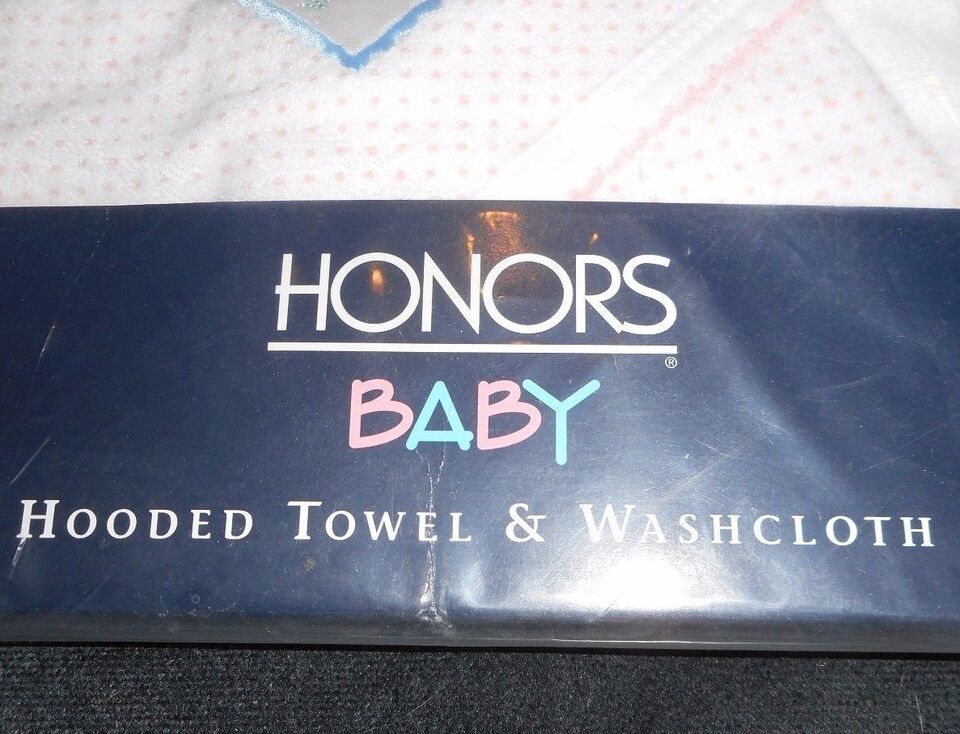 HONORS
®
BABY
HOODED TOWEL & WASHCLOTH